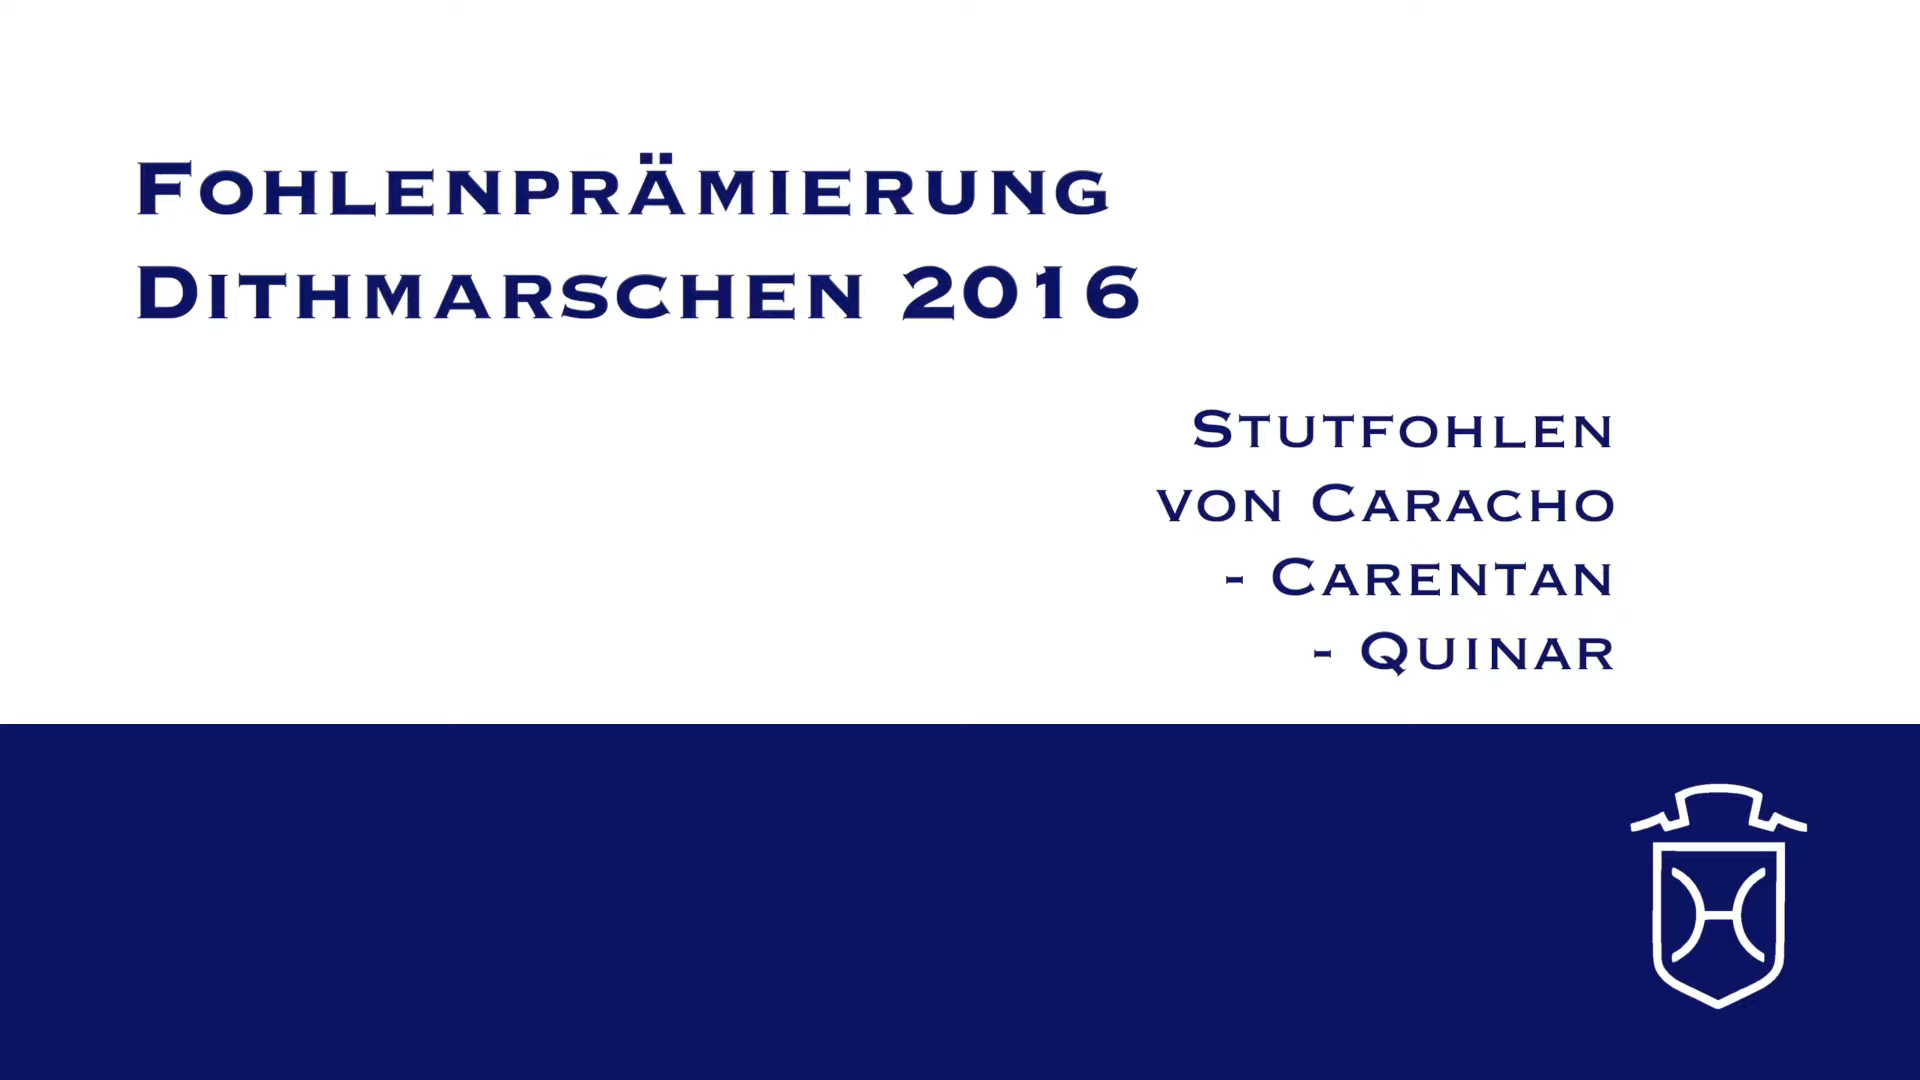 Fohlenprämierung
Dithmarschen 2016
Stutfohlen
von Caracho
- Carentan
- Quinar